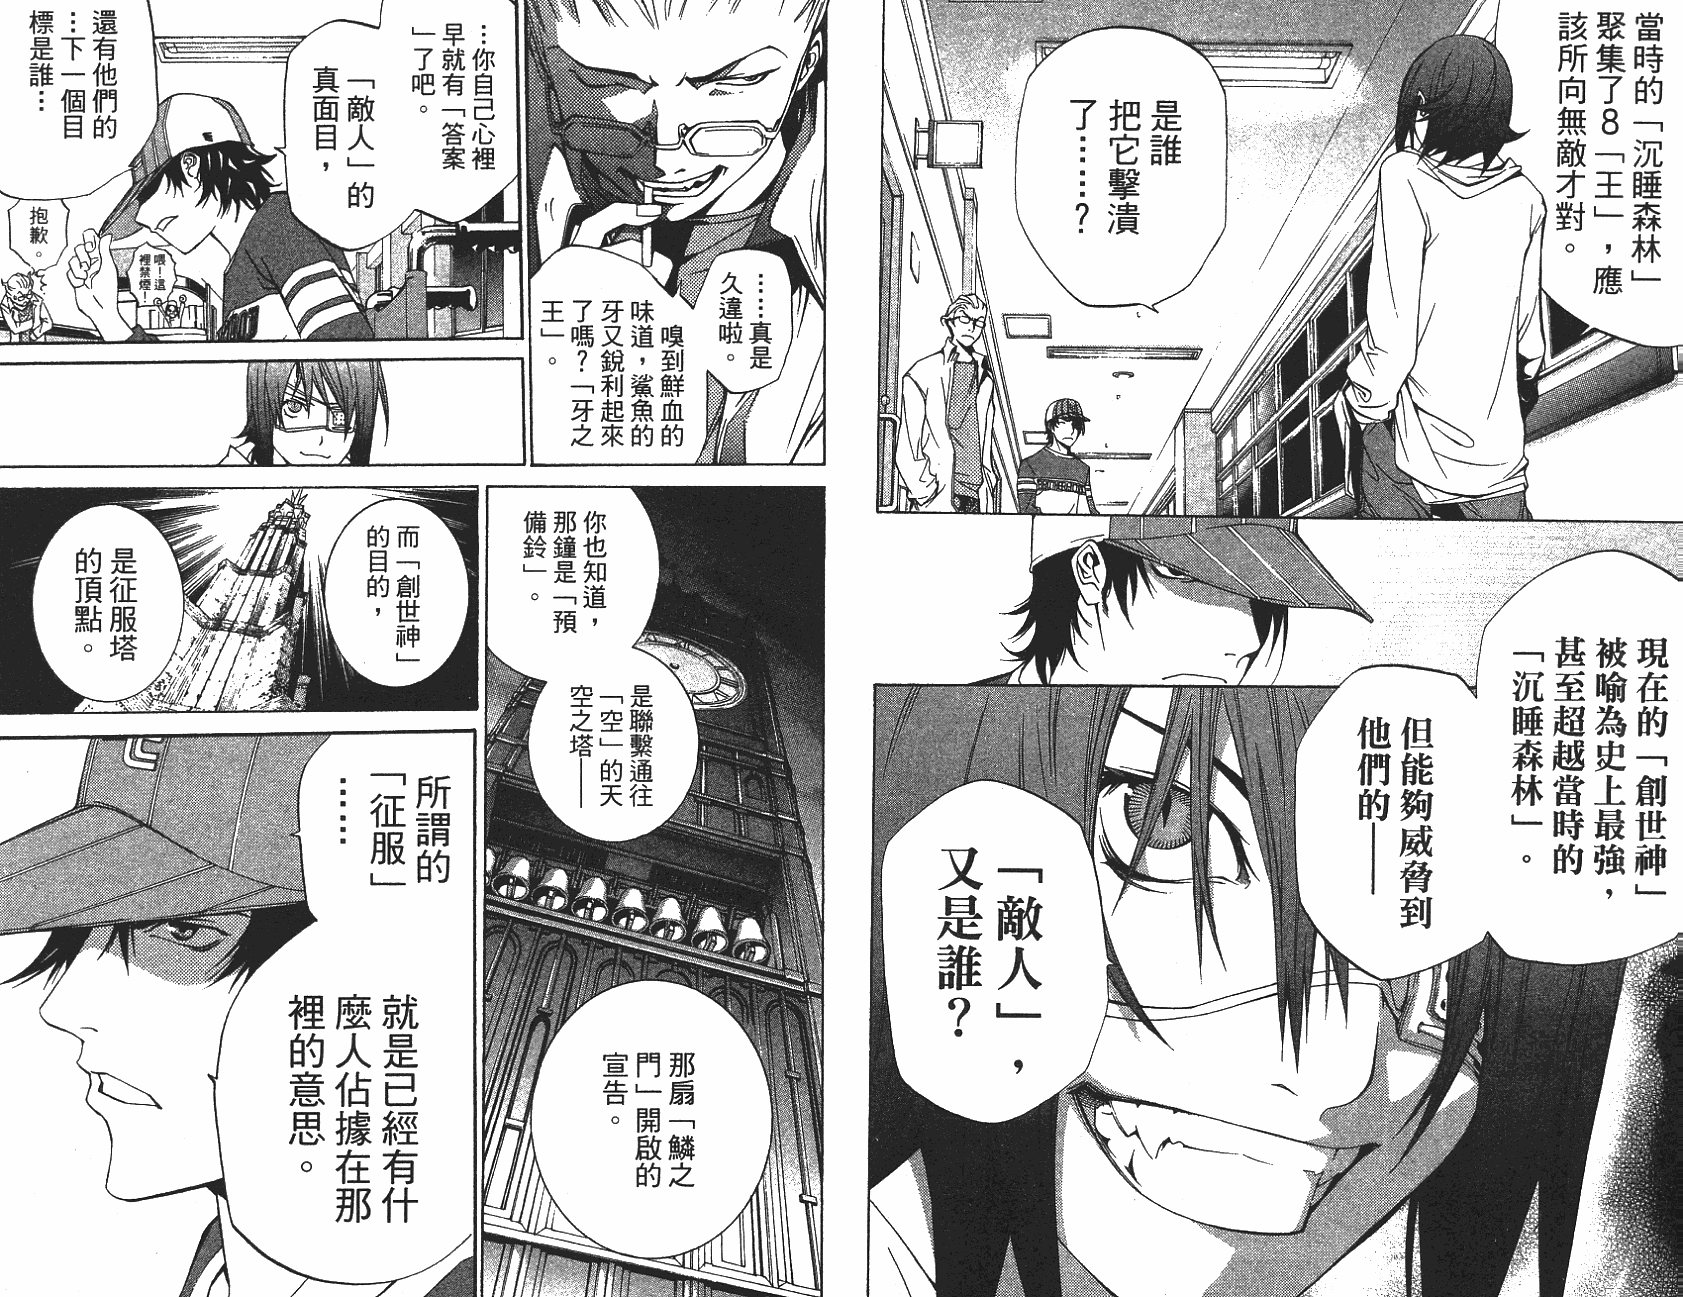 當時的「沉睡森林」
聚集了8「王」，應
該所向無敵才對。
是誰
把它擊潰
了……？
現在的「創世神」
被喻為史上最強，
甚至超越當時的
「沉睡森林」。
但能夠威脅到
他們的——
「敵人」，
又是誰？
……真是
久違啦。
嗅到鮮血的
味道，鯊魚的
牙又銳利起來
了嗎？「牙之
王」。
…你自己心裡
早就有「答案
」了吧。
「敵人」的
真面目，
還有他們的
…下一個目
標是誰…
喂！這
裡禁煙！
抱歉。
你也知道，
那鐘是「預
備鈴」。
是聯繫通往
「空」的天
空之塔——
那扇「鱗之
門」開啟的
宣告。
而「創世神」
的目的，
是征服塔
的頂點。
所謂的
「征服」
……
就是已經有什
麼人佔據在那
裡的意思。